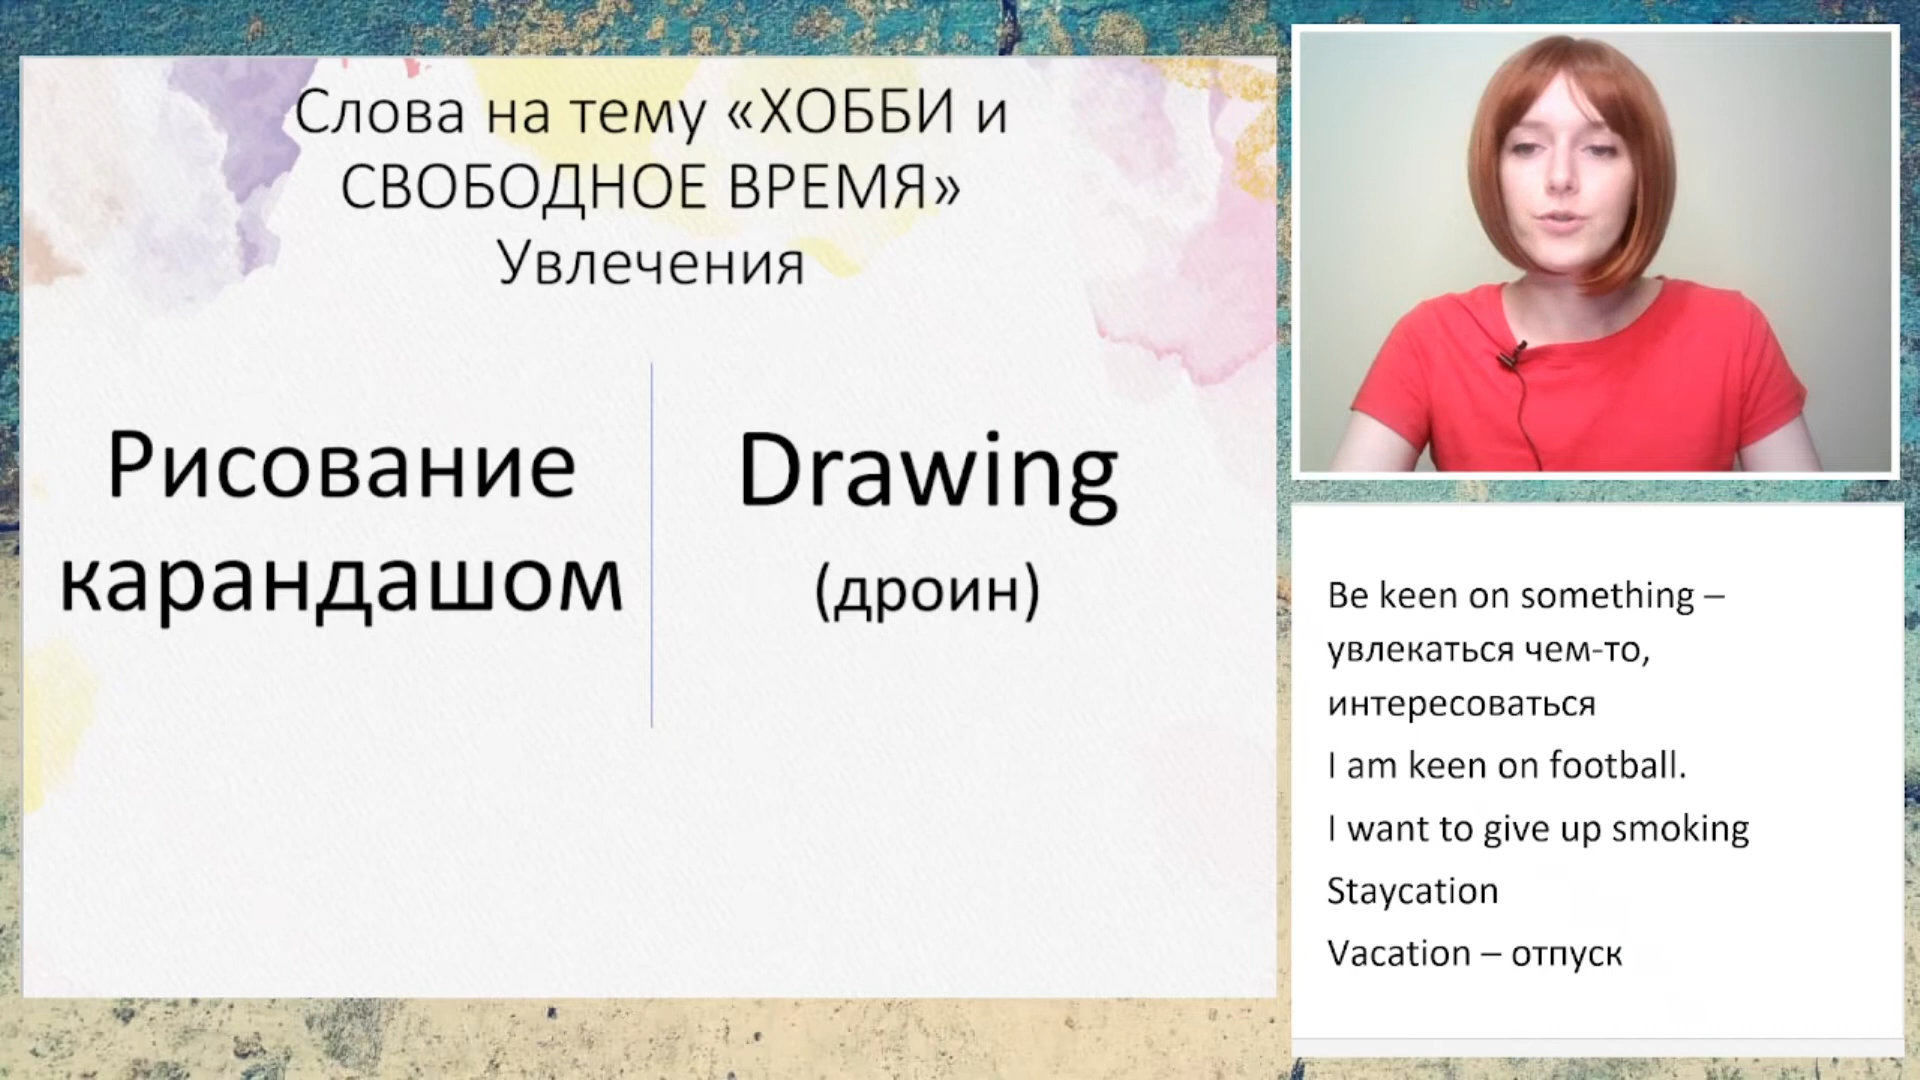 Слова на тему «ХОББИ и
СВОБОДНОЕ ВРЕМЯ»
Увлечения
Рисование
карандашом
Drawing
(дроин)
Be keen on something –
увлекаться чем-то,
интересоваться
I am keen on football.
I want to give up smoking
Staycation
Vacation – отпуск